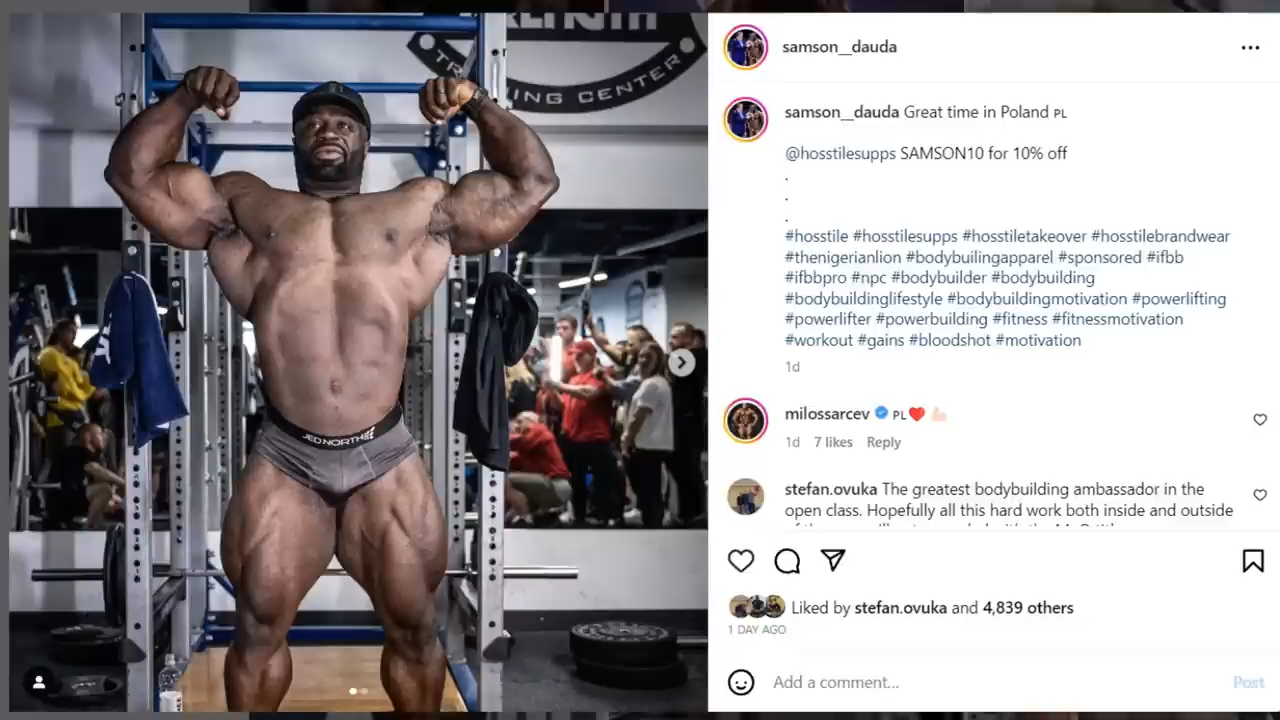 TRAINING CENTER
JED NORTH
samson__dauda
samson__dauda Great time in Poland PL
@hosstilesupps SAMSON10 for 10% off
.
.
.
#hosstile #hosstilesupps #hosstiletakeover #hosstilebrandwear
#thenigerianlion #bodybuilingapparel #sponsored #ifbb
#ifbbpro #npc #bodybuilder #bodybuilding
#bodybuildinglifestyle #bodybuildingmotivation #powerlifting
#powerlifter #powerbuilding #fitness #fitnessmotivation
#workout #gains #bloodshot #motivation
1d
milossarcev PL❤️💪🏻
1d 7 likes Reply
stefan.ovuka The greatest bodybuilding ambassador in the
open class. Hopefully all this hard work both inside and outside
Liked by stefan.ovuka and 4,839 others
1 DAY AGO
Add a comment...
Post